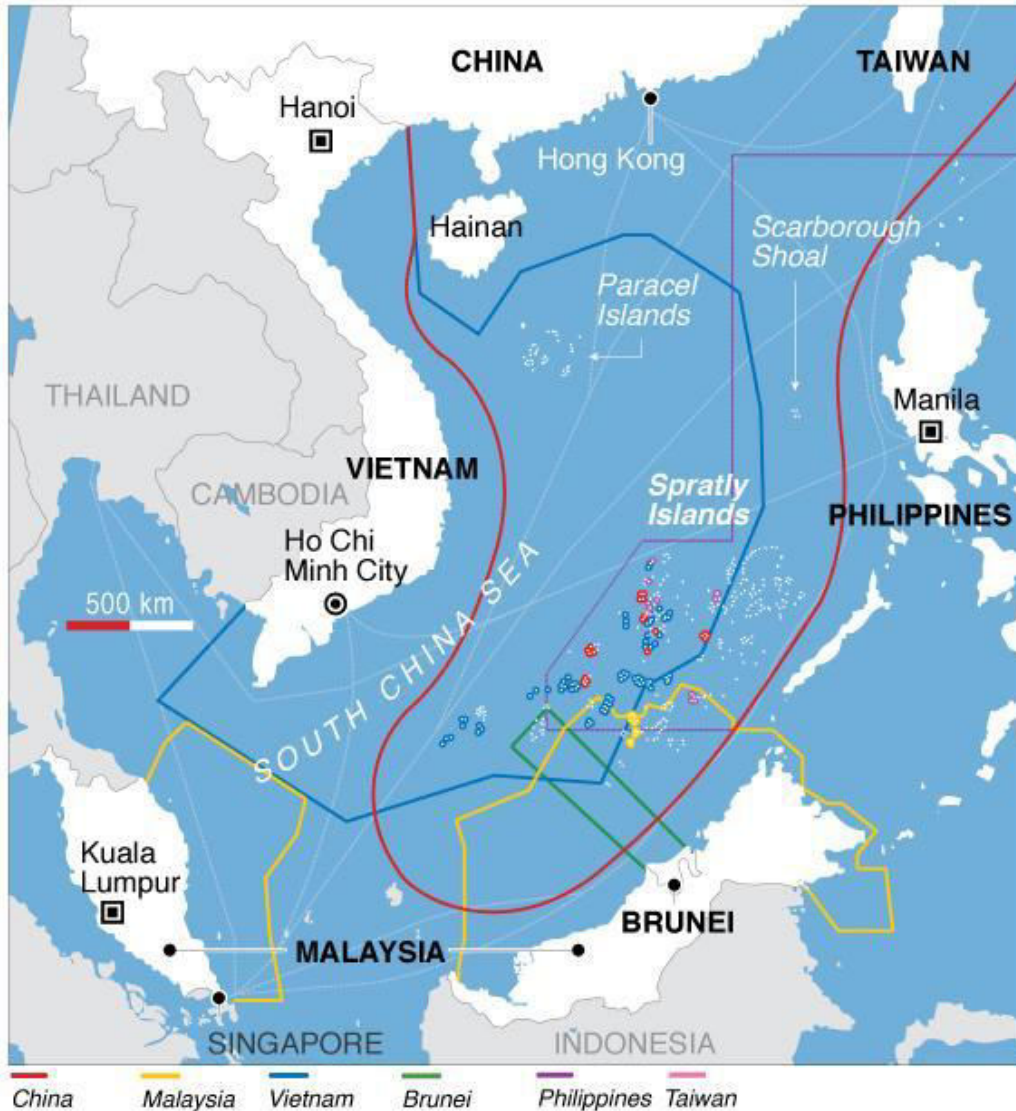 CHINA
TAIWAN
Hanoi
Hong Kong
Hainan
Scarborough
Shoal
Paracel
Islands
THAILAND
Manila
VIETNAM
CAMBODIA
Spratly
Islands
PHILIPPINES
Ho Chi
Minh City
500 km
SOUTH CHINA SEA
Kuala
Lumpur
BRUNEI
MALAYSIA
SINGAPORE
INDONESIA
China
Malaysia
Vietnam
Brunei
Philippines
Taiwan